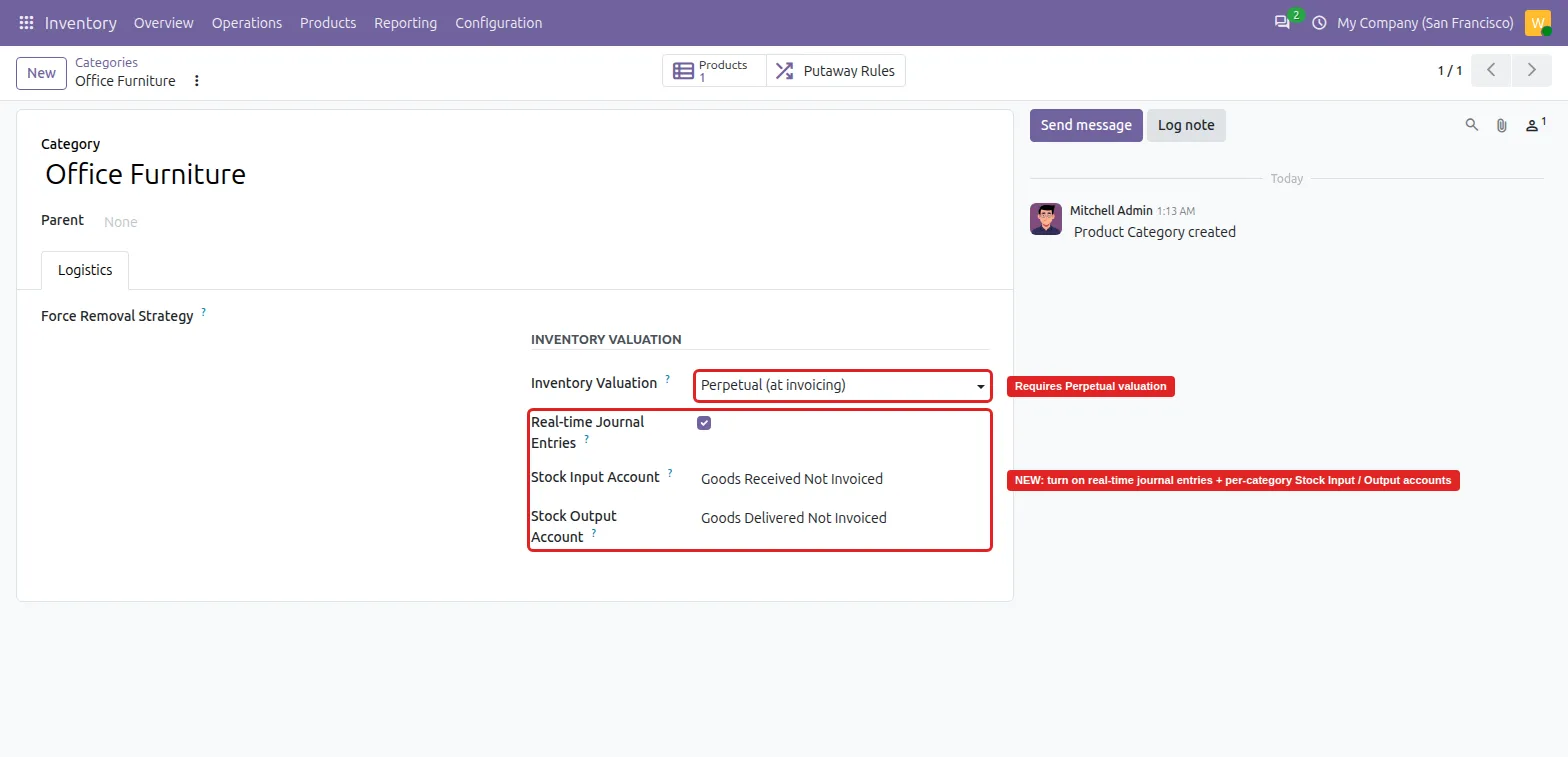 Inventory Overview Operations Products Reporting Configuration 2 My Company (San Francisco) W
New Categories
Office Furniture
Products
1
Putaway Rules
1 / 1
Category
Office Furniture
Parent None
Logistics
Force Removal Strategy ?
INVENTORY VALUATION
Inventory Valuation ? Perpetual (at invoicing)
Requires Perpetual valuation
Real-time Journal
Entries ?
Stock Input Account ? Goods Received Not Invoiced
NEW: turn on real-time journal entries + per-category Stock Input / Output accounts
Stock Output
Account ?
Goods Delivered Not Invoiced
Send message Log note 1
Today
Mitchell Admin 1:13 AM
Product Category created